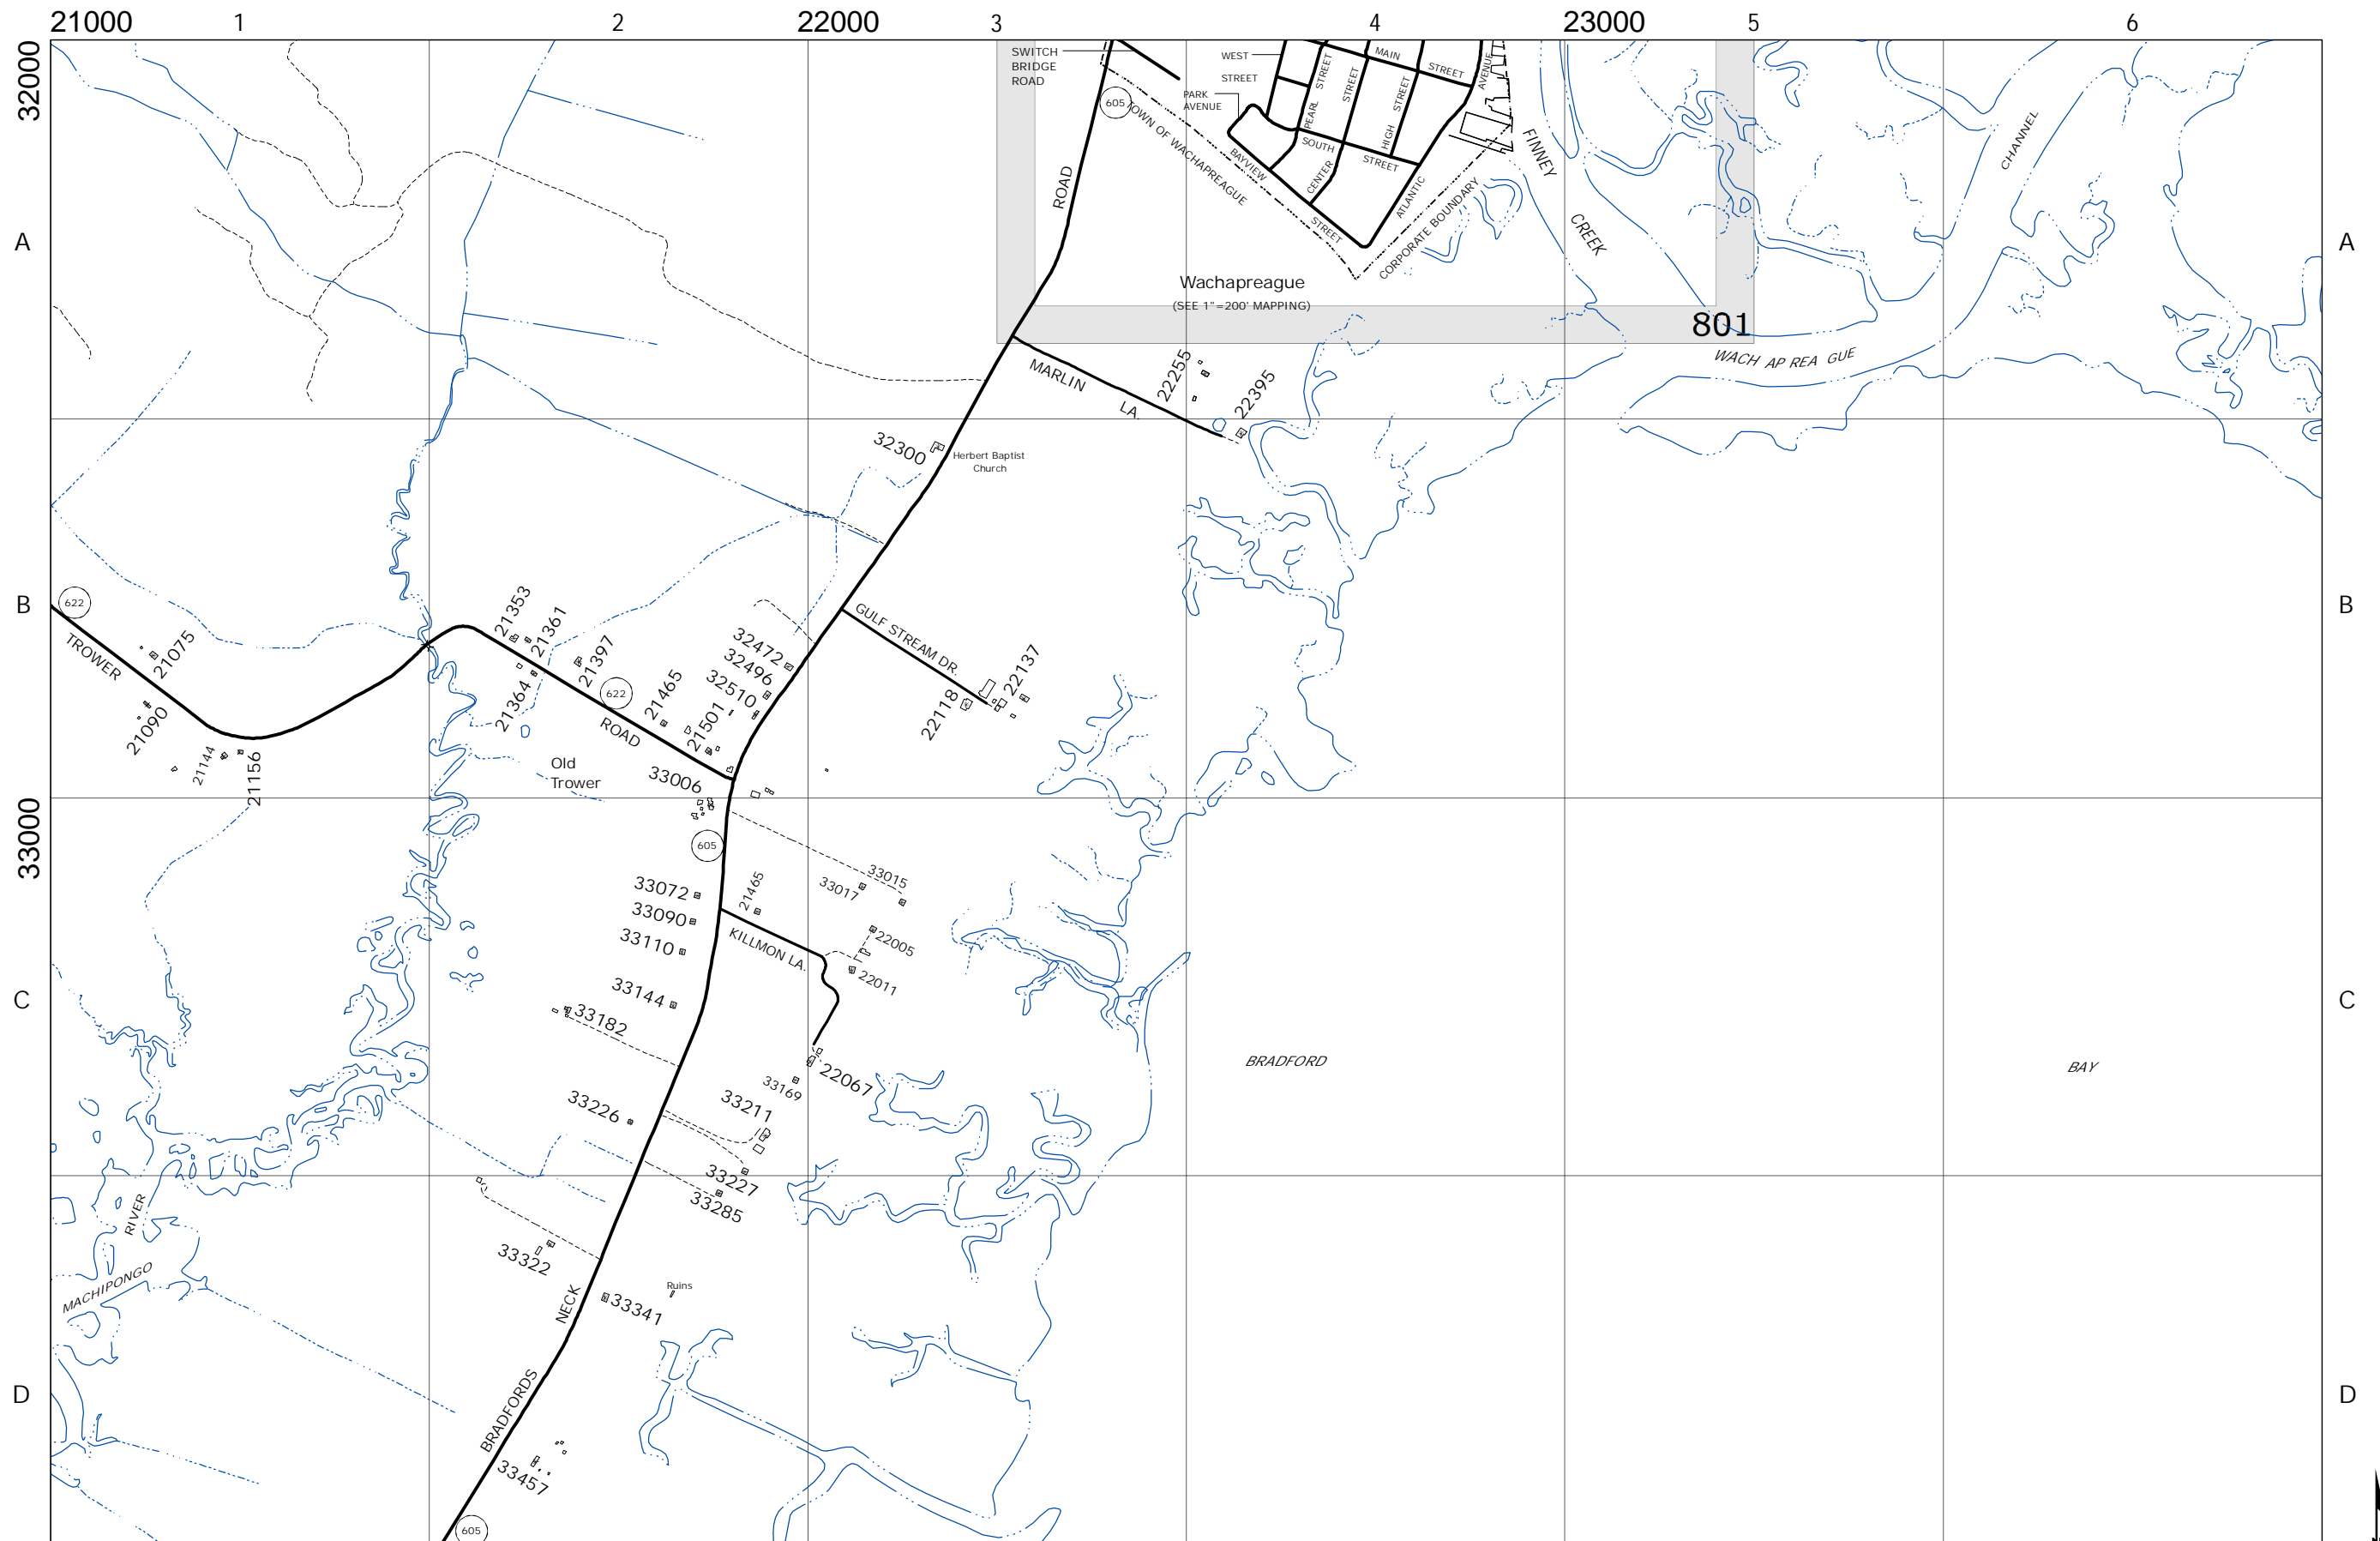 21000 1 2 22000 3 4 23000 5 6
32000
33000
A
B
C
D
A
B
C
D
SWITCH
BRIDGE
ROAD
605
ROAD
TOWN OF WACHAPREAGUE
WEST
STREET
PARK
AVENUE
PEARL STREET
STREET
MAIN STREET
HIGH STREET
AVENUE
SOUTH STREET
CENTER
BAYVIEW STREET
ATLANTIC
CORPORATE BOUNDARY
FINNEY CREEK
CHANNEL
Wachapreague
(SEE 1"=200' MAPPING)
801
WACH AP REA GUE
MARLIN LA.
22255
22395
32300
Herbert Baptist
Church
622
TROWER
21075
21090
21144
21156
21353
21361
21397
21364
622
ROAD
21465
21501
32472
32496
32510
GULF STREAM DR.
22118
22137
Old
Trower
33006
605
33072
33090
33110
33144
33182
21465
KILLMON LA.
33017
33015
22005
22011
22067
33169
33211
33226
33227
33285
33322
33341
Ruins
NECK
BRADFORDS
33457
605
RIVER
MACHIPONGO
BRADFORD BAY